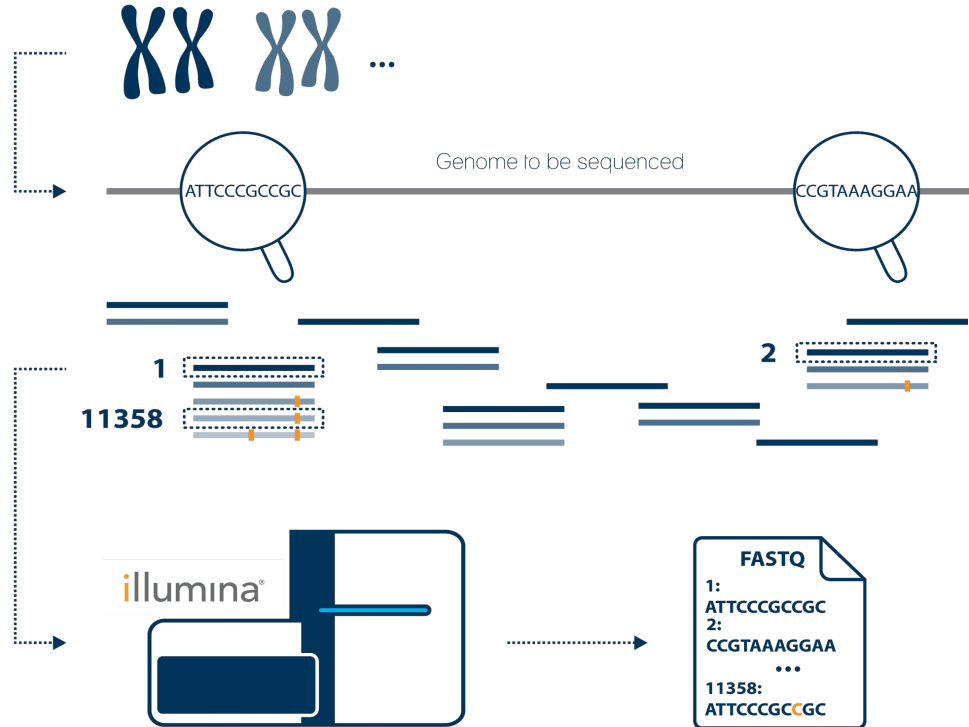 ...
Genome to be sequenced
ATTCCCGCCGC
CCGTAAAGGAA
1
2
11358
illumina®
FASTQ
1:
ATTCCCGCCGC
2:
CCGTAAAGGAA
...
11358:
ATTCCCGCCGC